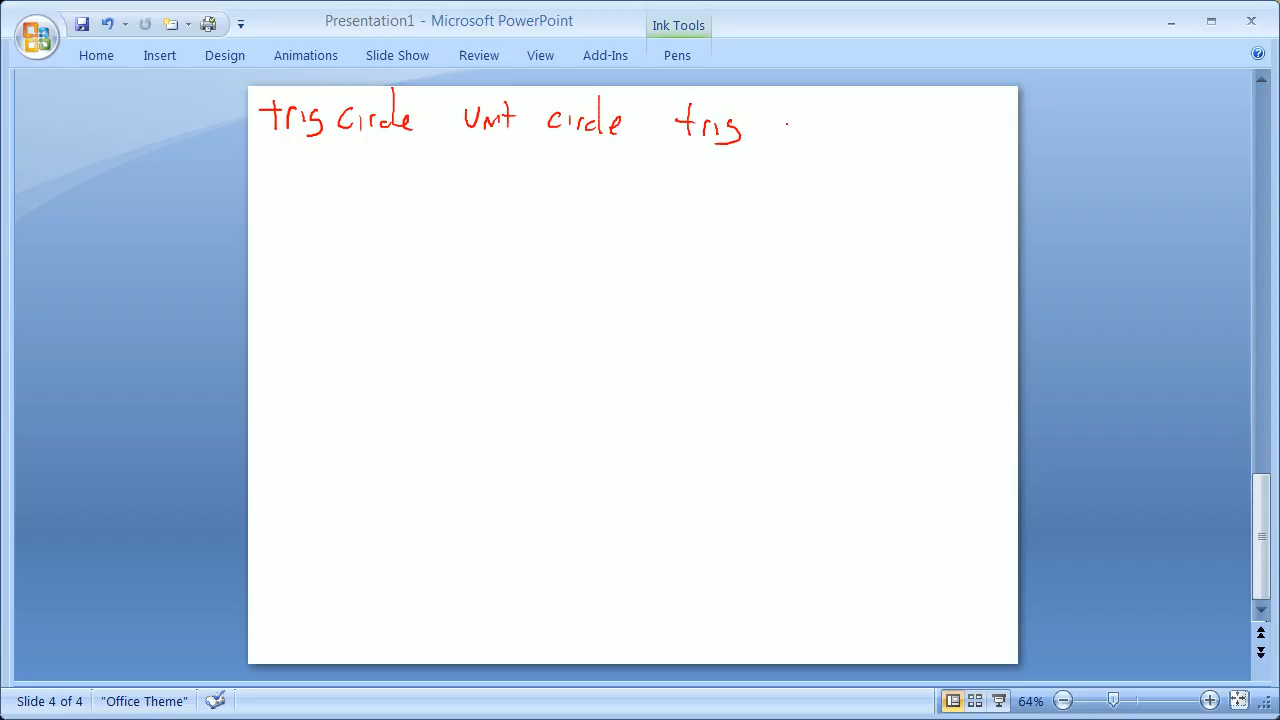 Presentation1 - Microsoft PowerPoint
Ink Tools
Home Insert Design Animations Slide Show Review View Add-Ins Pens
trig circle unit circle trig
Slide 4 of 4 "Office Theme" 64%